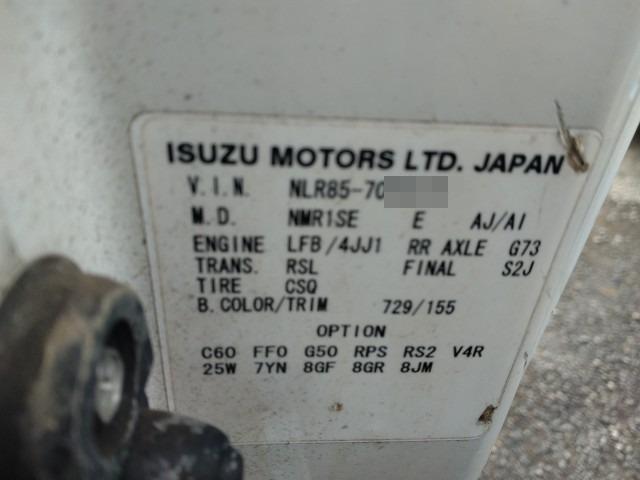 ISUZU MOTORS LTD. JAPAN
V.I.N. NLR85-70
M.D. NMR1SE E AJ/AI
ENGINE LFB/4JJ1 RR AXLE G73
TRANS. RSL FINAL S2J
TIRE CSQ
B.COLOR/TRIM 729/155
OPTION
C60 FF0 G50 RPS RS2 V4R
25W 7YN 8GF 8GR 8JM